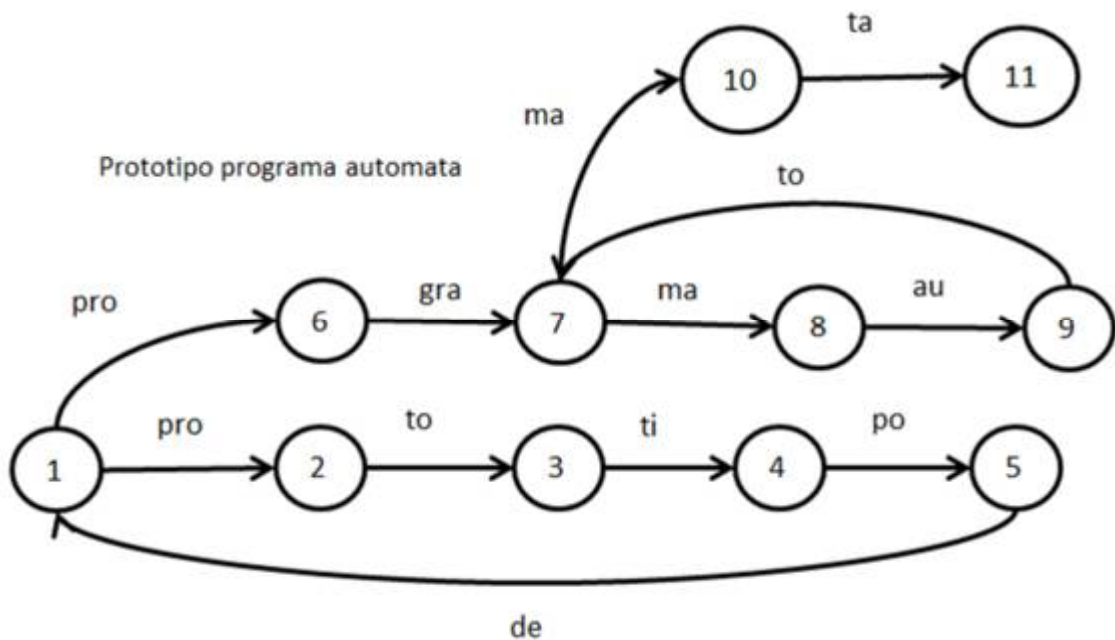 ta
10
11
ma
Prototipo programa automata
to
pro
gra
ma
au
6
7
8
9
pro
to
ti
po
1
2
3
4
5
de